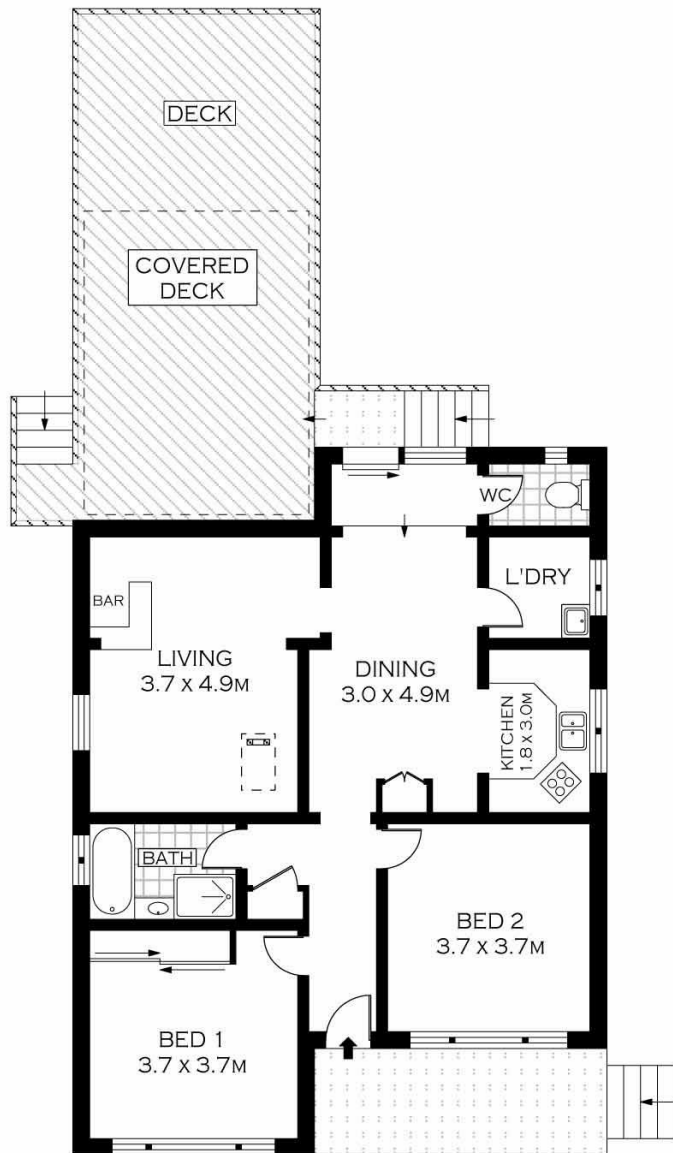 DECK
COVERED
DECK
WC
L'DRY
BAR
LIVING
3.7 X 4.9M
DINING
3.0 X 4.9M
KITCHEN
1.8 X 3.0M
BATH
BED 2
3.7 X 3.7M
BED 1
3.7 X 3.7M